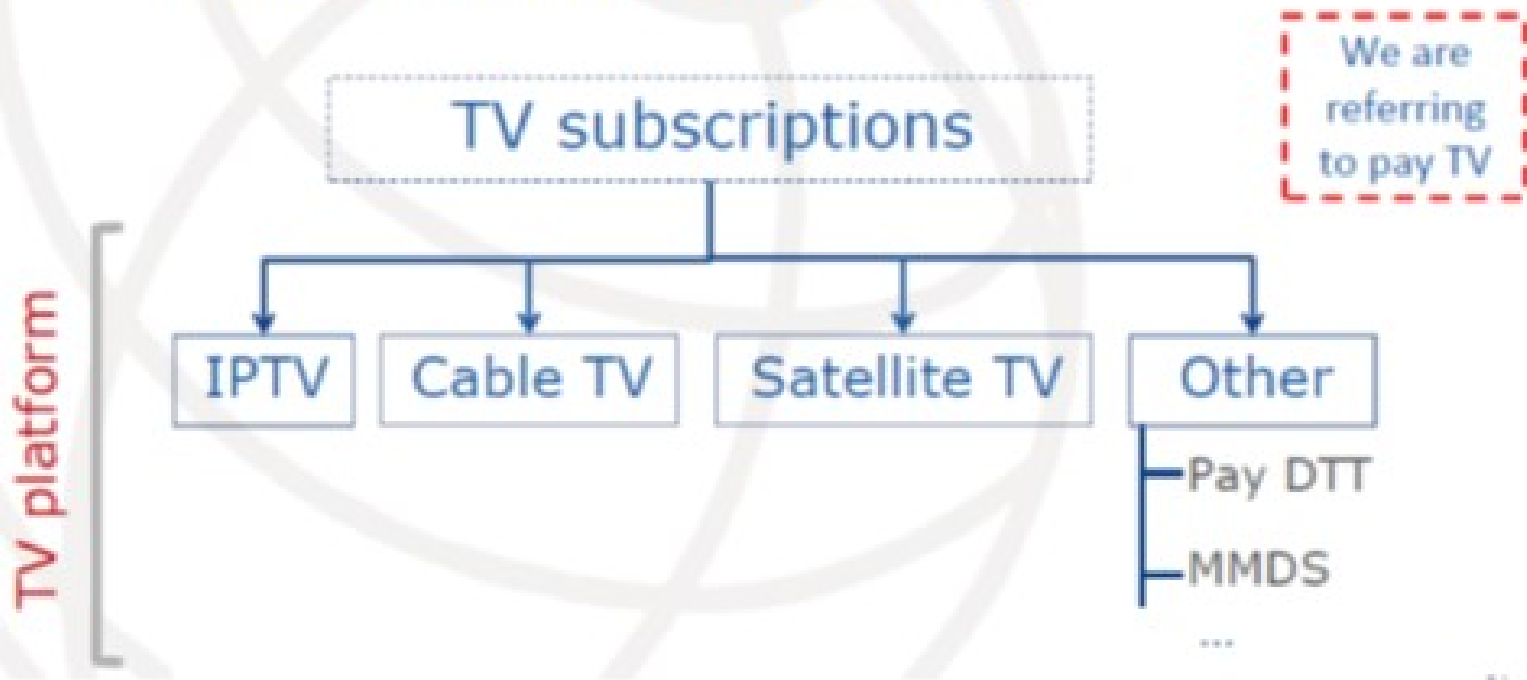 We are
referring
to pay TV
TV subscriptions
TV platform
IPTV
Cable TV
Satellite TV
Other
Pay DTT
MMDS
...